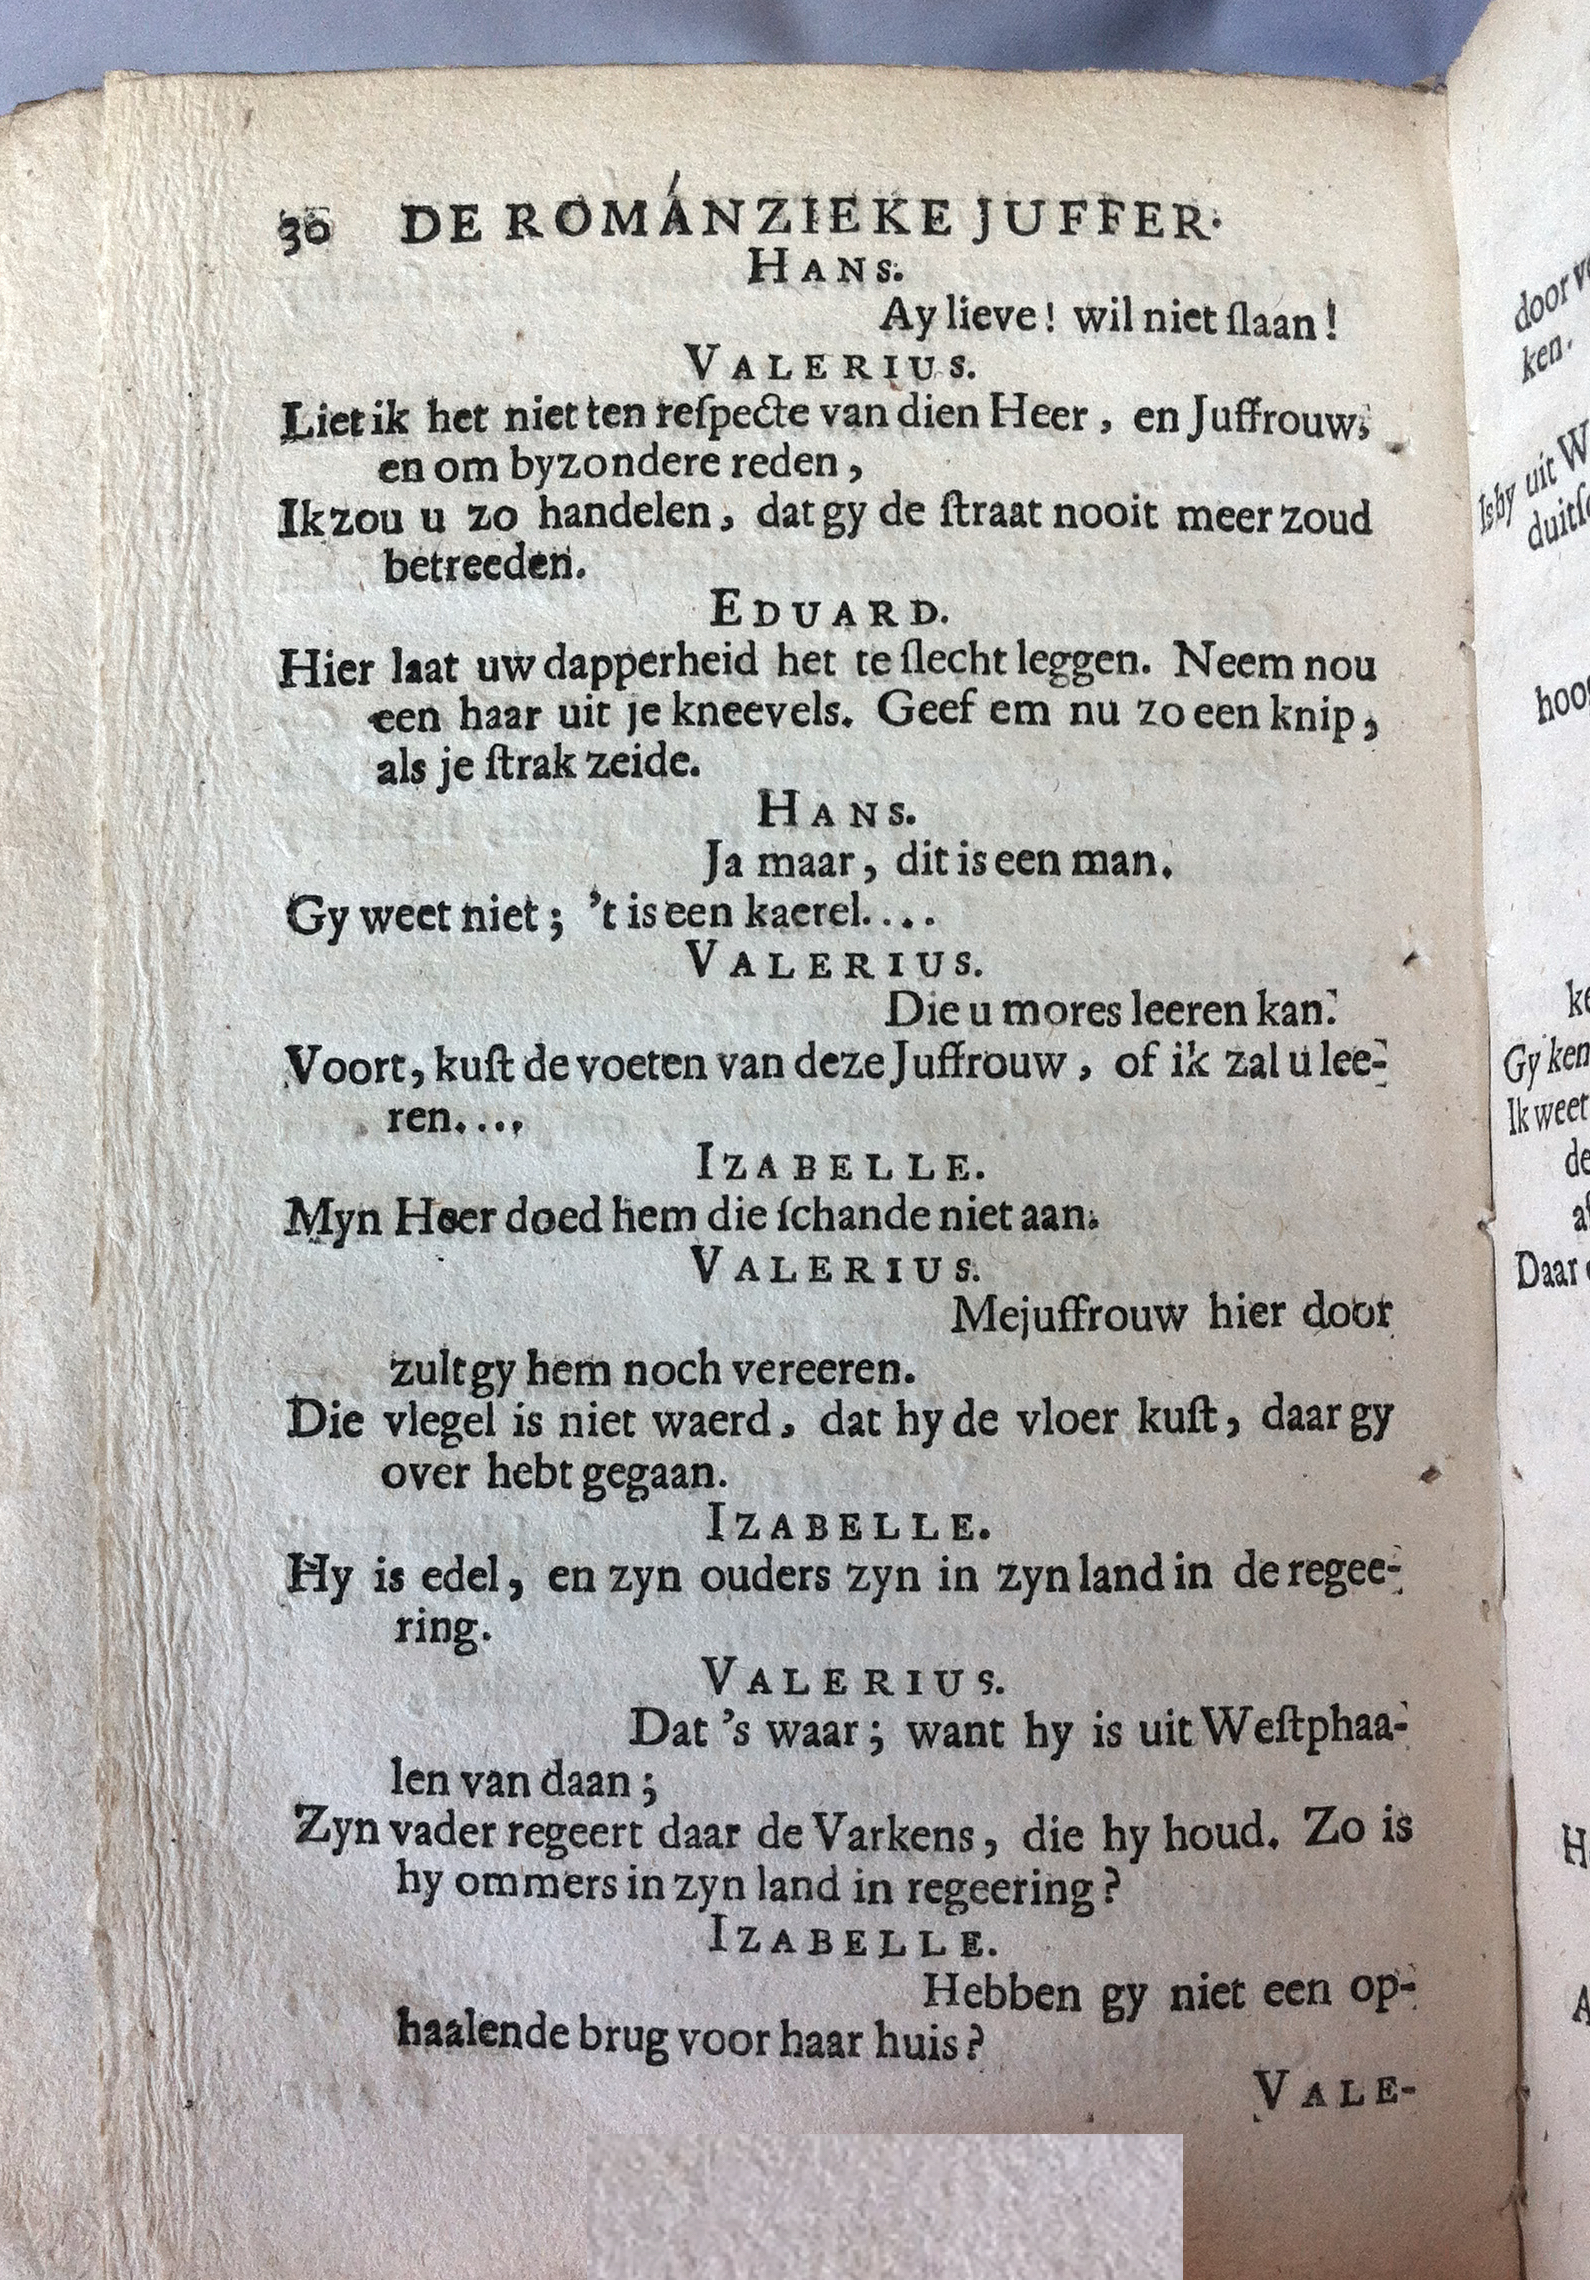 30 DE ROMANZIEKE JUFFER.
HANS.
Ay lieve! wil niet ſlaan!
VALERIUS.
Liet ik het niet ten reſpecte van dien Heer, en Juffrouw,
en om byzondere reden,
Ik zou u zo handelen, dat gy de ſtraat nooit meer zoud
betreeden.
EDUARD.
Hier laat uw dapperheid het te ſlecht leggen. Neem nou
een haar uit je kneevels. Geef em nu zo een knip,
als je ſtrak zeide.
HANS.
Ja maar, dit is een man.
Gy weet niet; 't is een kaerel....
VALERIUS.
Die u mores leeren kan.
Voort, kuſt de voeten van deze Juffrouw, of ik zal u lee-
ren....
IZABELLE.
Myn Heer doed hem die ſchande niet aan.
VALERIUS.
Mejuffrouw hier door
zult gy hem noch vereeren.
Die vlegel is niet waerd, dat hy de vloer kuſt, daar gy
over hebt gegaan.
IZABELLE.
Hy is edel, en zyn ouders zyn in zyn land in de regee-
ring.
VALERIUS.
Dat 's waar; want hy is uit Weſtphaa-
len van daan;
Zyn vader regeert daar de Varkens, die hy houd. Zo is
hy ommers in zyn land in regeering?
IZABELLE.
Hebben gy niet een op-
haalende brug voor haar huis?
VALE-
door
ken.
Is hy uit
ke
Gy ken
Ik weet
de
Daar